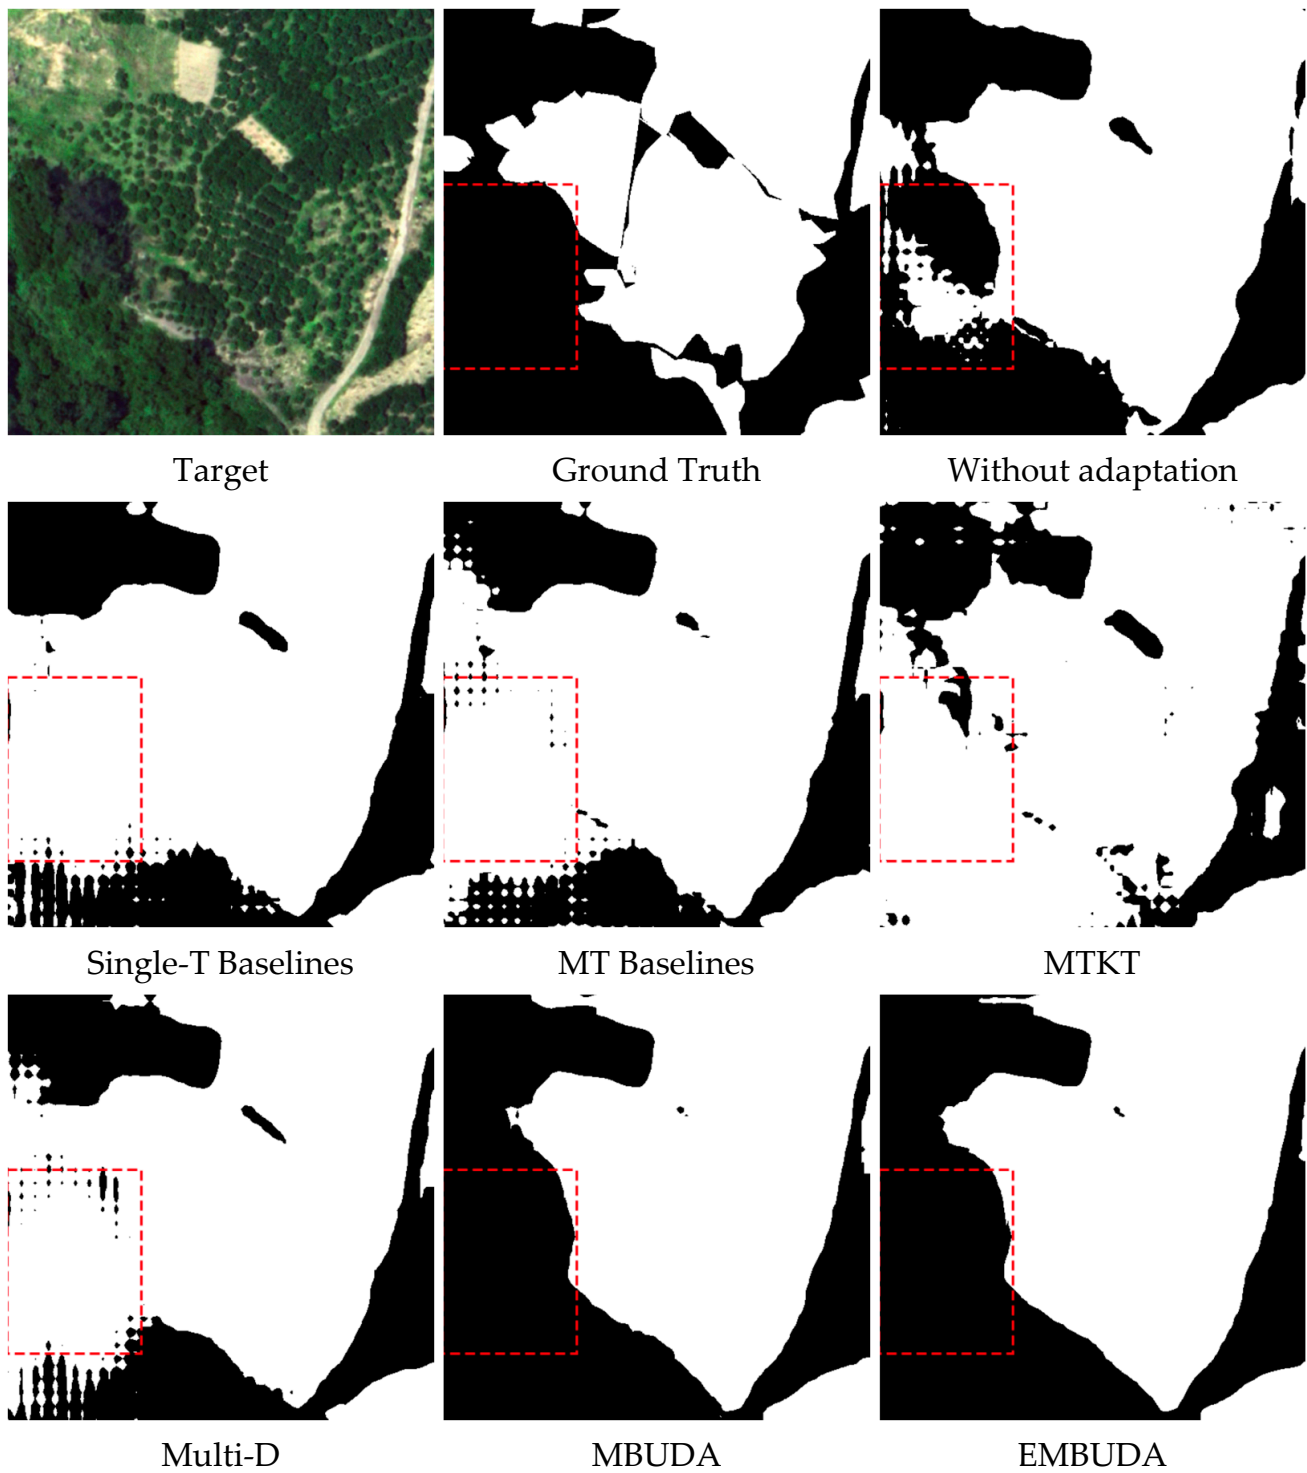 Target
Ground Truth
Without adaptation
Single-T Baselines
MT Baselines
MTKT
Multi-D
MBUDA
EMBUDA